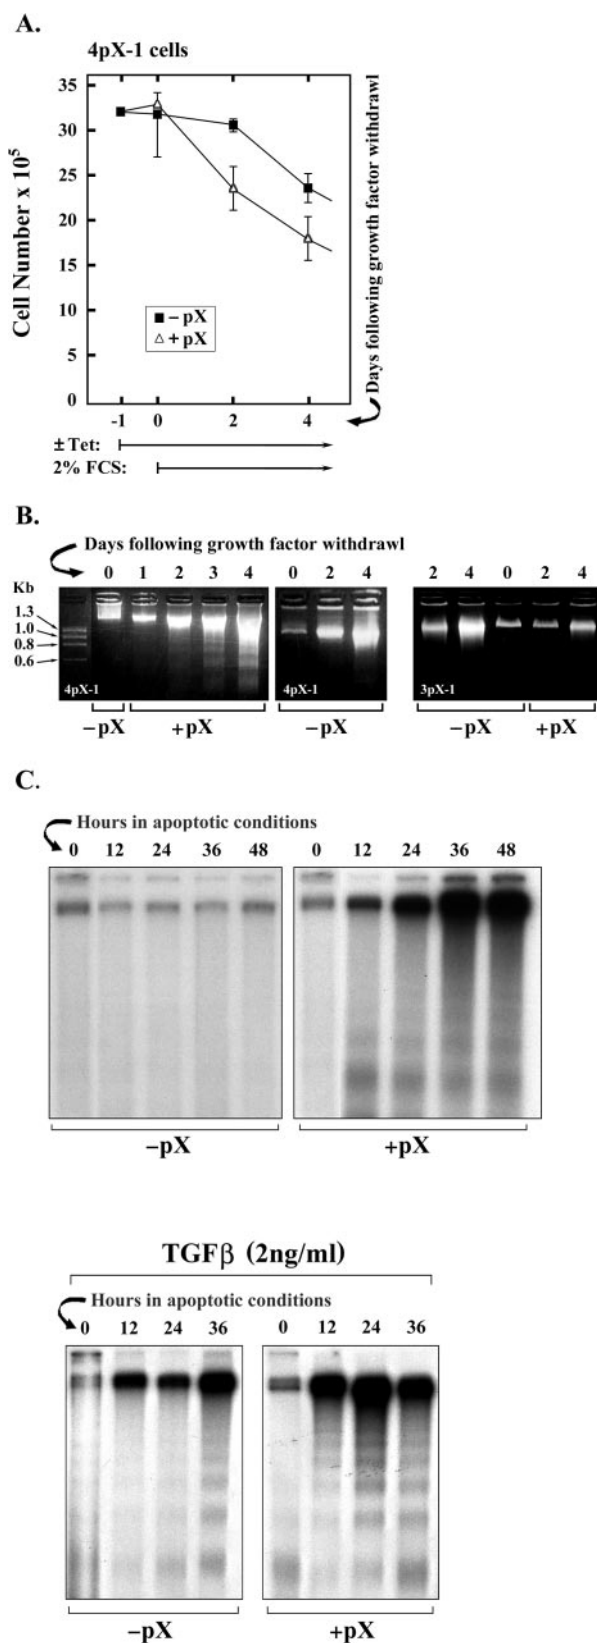 A.
4pX-1 cells
35
30
25
20
15
10
5
0
Cell Number x 10⁵
■ – pX
△ + pX
-1 0 2 4
Days following growth factor withdrawl
± Tet:
2% FCS:
B.
Days following growth factor withdrawl
0 1 2 3 4 0 2 4 2 4 0 2 4
Kb
1.3
1.0
0.8
0.6
4pX-1 4pX-1 3pX-1
–pX +pX –pX –pX +pX
C.
Hours in apoptotic conditions
0 12 24 36 48 0 12 24 36 48
–pX +pX
TGFβ (2ng/ml)
Hours in apoptotic conditions
0 12 24 36 0 12 24 36
–pX +pX